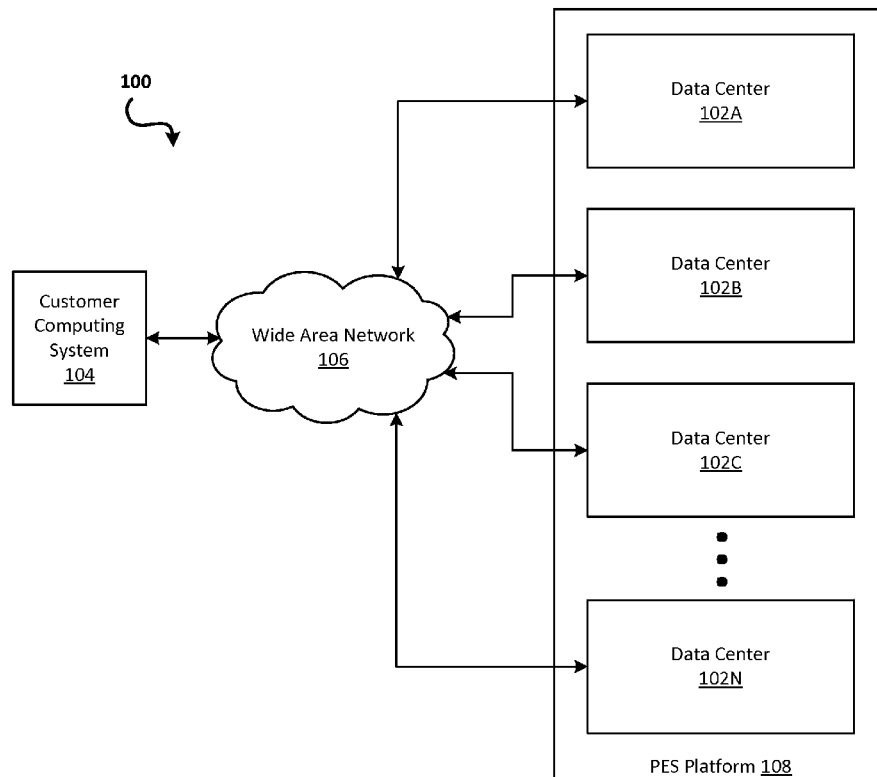 100
Data Center
102A
Data Center
102B
Customer
Computing
System
104
Wide Area Network
106
Data Center
102C
Data Center
102N
PES Platform 108